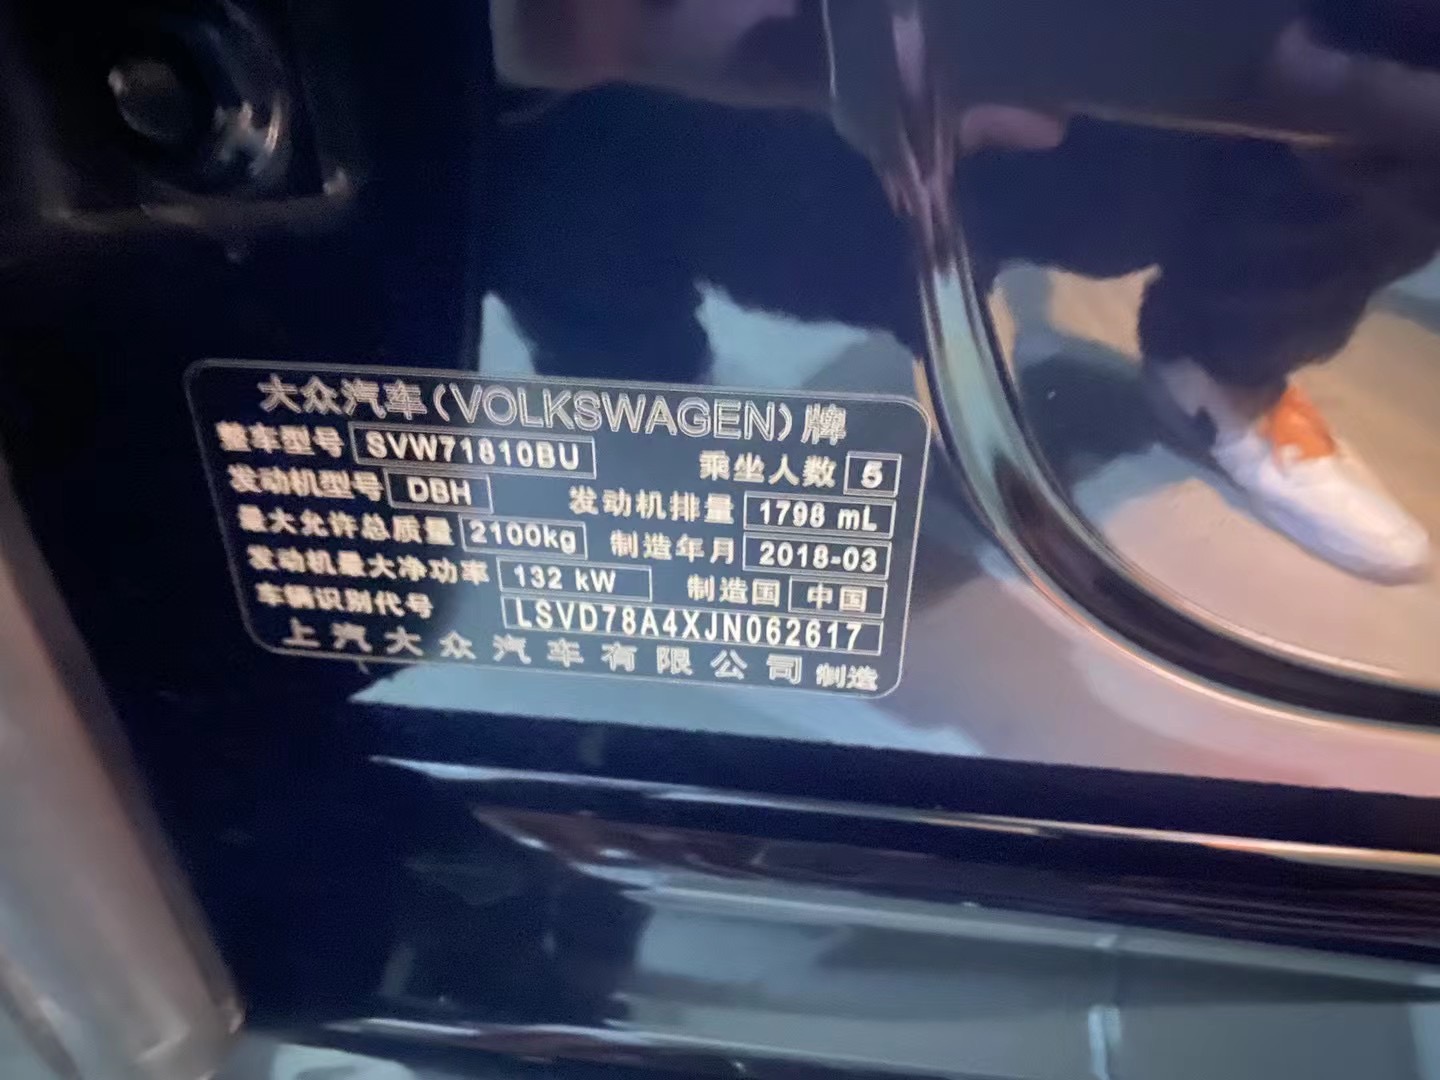 大众汽车(VOLKSWAGEN)牌
整车型号 SVW71810BU 乘坐人数 5
发动机型号 DBH 发动机排量 1798 mL
最大允许总质量 2100kg 制造年月 2018-03
发动机最大净功率 132 kW 制造国 中国
车辆识别代号 LSVD78A4XJN062617
上汽大众汽车有限公司 制造